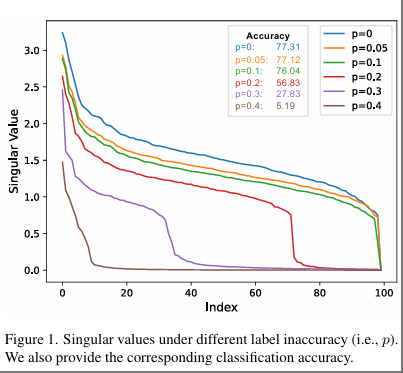 Accuracy
p=0: 77.31
p=0.05: 77.12
p=0.1: 76.04
p=0.2: 56.83
p=0.3: 27.83
p=0.4: 5.19
p=0
p=0.05
p=0.1
p=0.2
p=0.3
p=0.4
Singular Value
3.0
2.5
2.0
1.5
1.0
0.5
0.0
0 20 40 60 80 100
Index
Figure 1. Singular values under different label inaccuracy (i.e., p).
We also provide the corresponding classification accuracy.